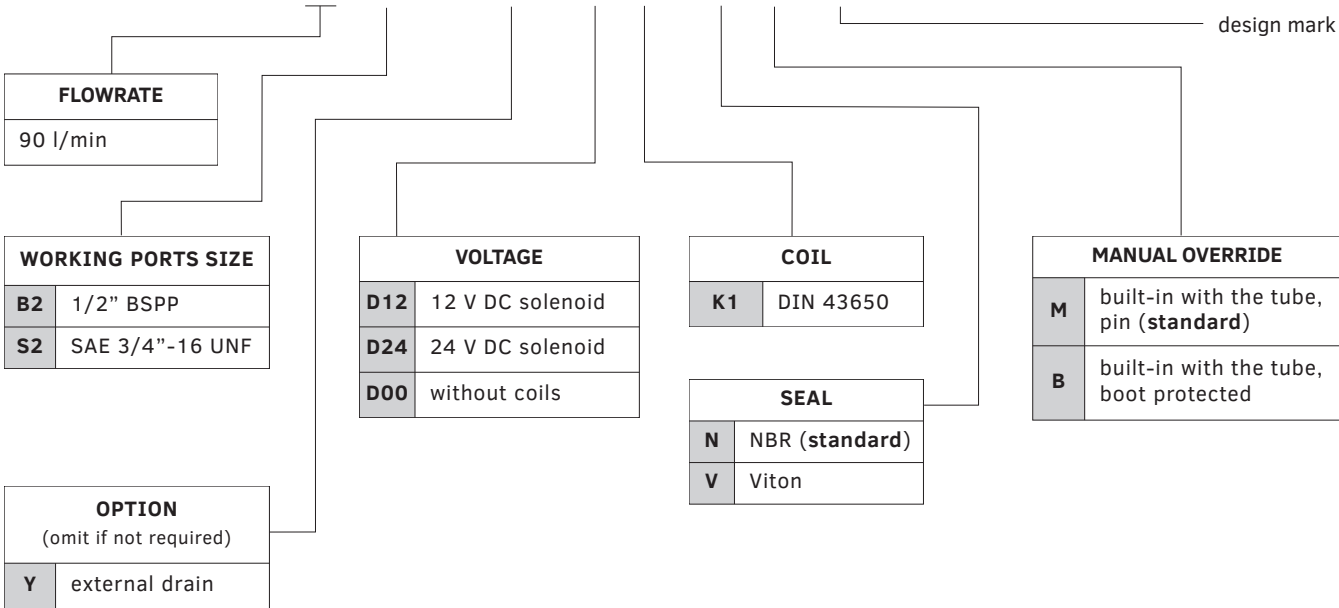 design mark
FLOWRATE
90 l/min
WORKING PORTS SIZE
B2 1/2” BSPP
S2 SAE 3/4”-16 UNF
VOLTAGE
D12 12 V DC solenoid
D24 24 V DC solenoid
D00 without coils
COIL
K1 DIN 43650
SEAL
N NBR (standard)
V Viton
MANUAL OVERRIDE
M built-in with the tube,
pin (standard)
B built-in with the tube,
boot protected
OPTION
(omit if not required)
Y external drain